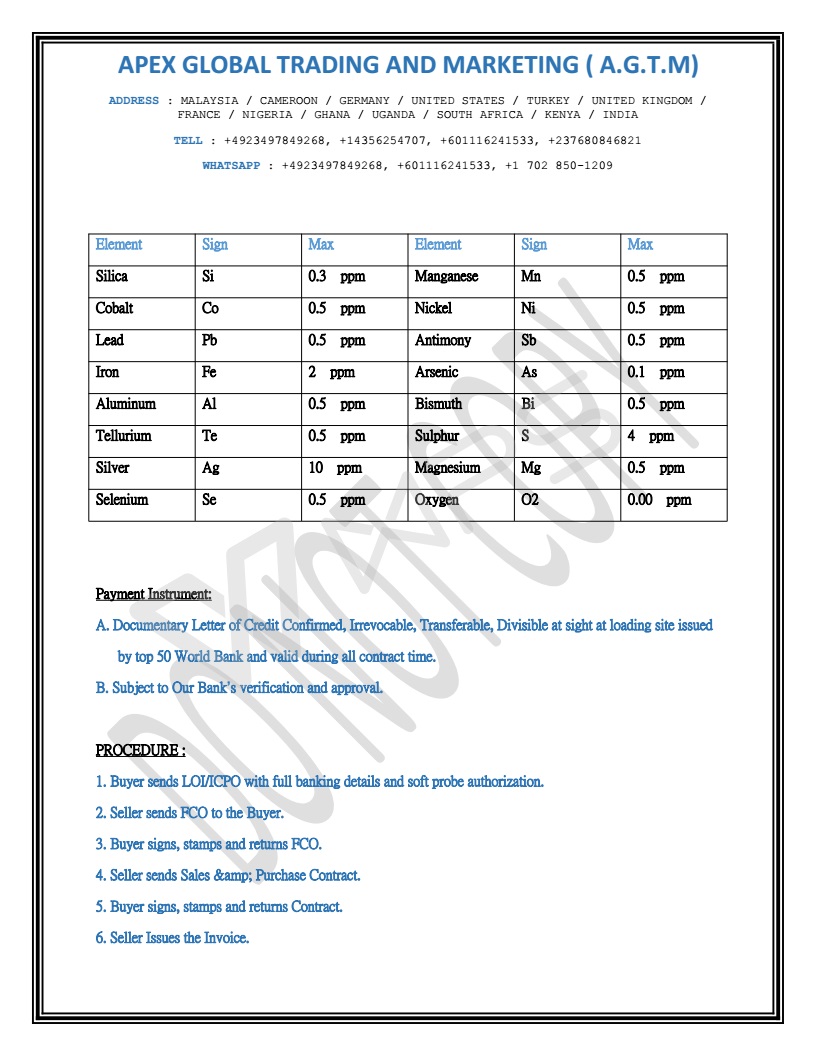 APEX GLOBAL TRADING AND MARKETING ( A.G.T.M)
ADDRESS : MALAYSIA / CAMEROON / GERMANY / UNITED STATES / TURKEY / UNITED KINGDOM /
FRANCE / NIGERIA / GHANA / UGANDA / SOUTH AFRICA / KENYA / INDIA
TELL : +4923497849268, +14356254707, +601116241533, +237680846821
WHATSAPP : +4923497849268, +601116241533, +1 702 850-1209
Element Sign Max Element Sign Max
Silica Si 0.3 ppm Manganese Mn 0.5 ppm
Cobalt Co 0.5 ppm Nickel Ni 0.5 ppm
Lead Pb 0.5 ppm Antimony Sb 0.5 ppm
Iron Fe 2 ppm Arsenic As 0.1 ppm
Aluminum Al 0.5 ppm Bismuth Bi 0.5 ppm
Tellurium Te 0.5 ppm Sulphur S 4 ppm
Silver Ag 10 ppm Magnesium Mg 0.5 ppm
Selenium Se 0.5 ppm Oxygen O2 0.00 ppm
Payment Instrument:
A. Documentary Letter of Credit Confirmed, Irrevocable, Transferable, Divisible at sight at loading site issued
by top 50 World Bank and valid during all contract time.
B. Subject to Our Bank's verification and approval.
PROCEDURE :
1. Buyer sends LOI/ICPO with full banking details and soft probe authorization.
2. Seller sends FCO to the Buyer.
3. Buyer signs, stamps and returns FCO.
4. Seller sends Sales &amp; Purchase Contract.
5. Buyer signs, stamps and returns Contract.
6. Seller Issues the Invoice.
DO NOT COPY